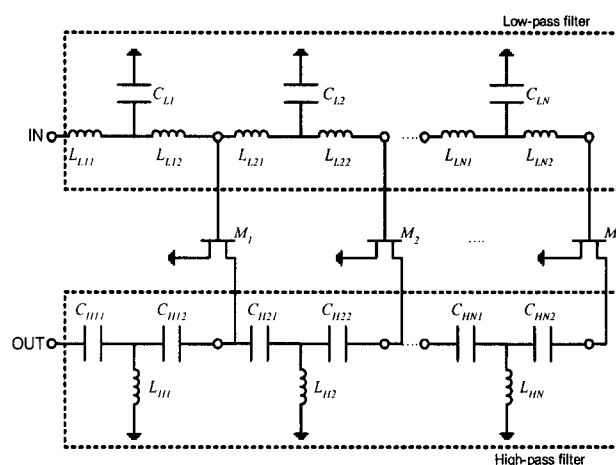 Low-pass filter
C_L1 C_L2 C_LN
IN
L_L11 L_L12 L_L21 L_L22 ..... L_LN1 L_LN2
M_1 M_2 .... M
C_H11 C_H12 C_H21 C_H22 C_HN1 C_HN2
OUT .....
L_H1 L_H2 L_HN
High-pass filter